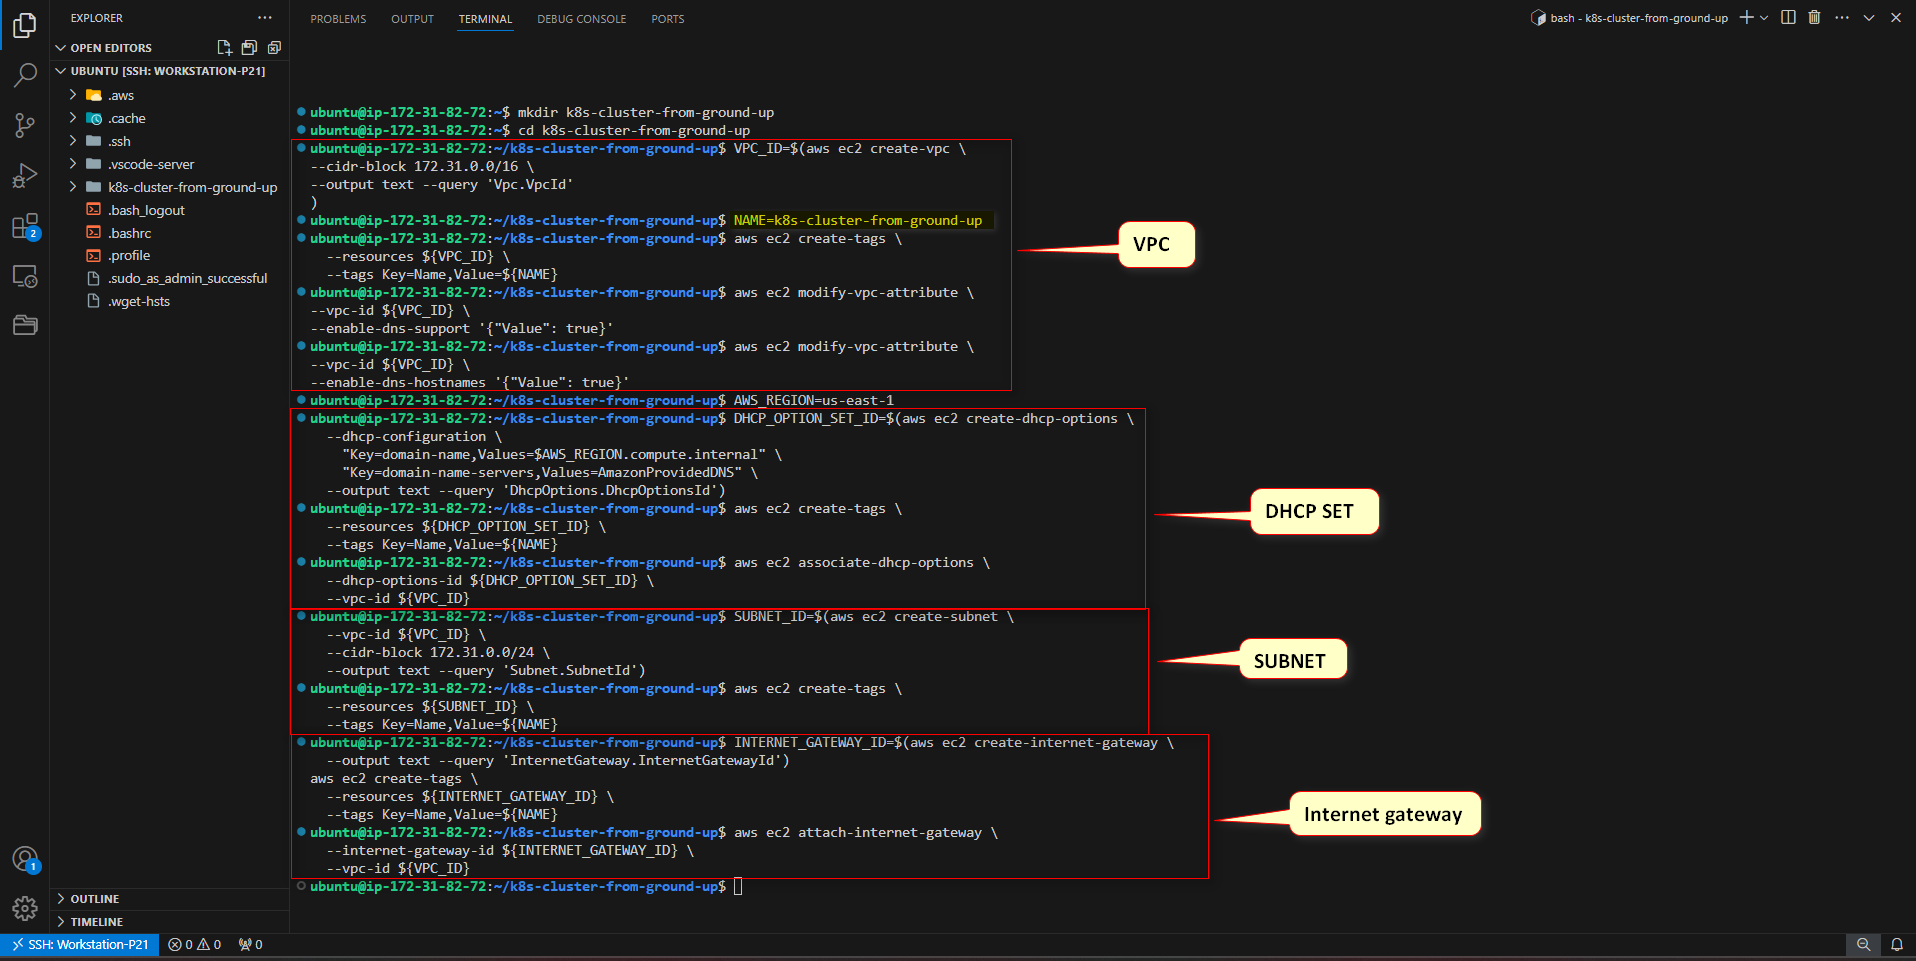 EXPLORER
PROBLEMS OUTPUT TERMINAL DEBUG CONSOLE PORTS
bash - k8s-cluster-from-ground-up
OPEN EDITORS
UBUNTU [SSH: WORKSTATION-P21]
.aws
.cache
.ssh
.vscode-server
k8s-cluster-from-ground-up
.bash_logout
.bashrc
.profile
.sudo_as_admin_successful
.wget-hsts
2
1
OUTLINE
TIMELINE
ubuntu@ip-172-31-82-72:~$ mkdir k8s-cluster-from-ground-up
ubuntu@ip-172-31-82-72:~$ cd k8s-cluster-from-ground-up
ubuntu@ip-172-31-82-72:~/k8s-cluster-from-ground-up$ VPC_ID=$(aws ec2 create-vpc \
--cidr-block 172.31.0.0/16 \
--output text --query 'Vpc.VpcId'
)
ubuntu@ip-172-31-82-72:~/k8s-cluster-from-ground-up$ NAME=k8s-cluster-from-ground-up
ubuntu@ip-172-31-82-72:~/k8s-cluster-from-ground-up$ aws ec2 create-tags \
--resources ${VPC_ID} \
--tags Key=Name,Value=${NAME}
ubuntu@ip-172-31-82-72:~/k8s-cluster-from-ground-up$ aws ec2 modify-vpc-attribute \
--vpc-id ${VPC_ID} \
--enable-dns-support '{"Value": true}'
ubuntu@ip-172-31-82-72:~/k8s-cluster-from-ground-up$ aws ec2 modify-vpc-attribute \
--vpc-id ${VPC_ID} \
--enable-dns-hostnames '{"Value": true}'
ubuntu@ip-172-31-82-72:~/k8s-cluster-from-ground-up$ AWS_REGION=us-east-1
ubuntu@ip-172-31-82-72:~/k8s-cluster-from-ground-up$ DHCP_OPTION_SET_ID=$(aws ec2 create-dhcp-options \
--dhcp-configuration \
"Key=domain-name,Values=$AWS_REGION.compute.internal" \
"Key=domain-name-servers,Values=AmazonProvidedDNS" \
--output text --query 'DhcpOptions.DhcpOptionsId')
ubuntu@ip-172-31-82-72:~/k8s-cluster-from-ground-up$ aws ec2 create-tags \
--resources ${DHCP_OPTION_SET_ID} \
--tags Key=Name,Value=${NAME}
ubuntu@ip-172-31-82-72:~/k8s-cluster-from-ground-up$ aws ec2 associate-dhcp-options \
--dhcp-options-id ${DHCP_OPTION_SET_ID} \
--vpc-id ${VPC_ID}
ubuntu@ip-172-31-82-72:~/k8s-cluster-from-ground-up$ SUBNET_ID=$(aws ec2 create-subnet \
--vpc-id ${VPC_ID} \
--cidr-block 172.31.0.0/24 \
--output text --query 'Subnet.SubnetId')
ubuntu@ip-172-31-82-72:~/k8s-cluster-from-ground-up$ aws ec2 create-tags \
--resources ${SUBNET_ID} \
--tags Key=Name,Value=${NAME}
ubuntu@ip-172-31-82-72:~/k8s-cluster-from-ground-up$ INTERNET_GATEWAY_ID=$(aws ec2 create-internet-gateway \
--output text --query 'InternetGateway.InternetGatewayId')
aws ec2 create-tags \
--resources ${INTERNET_GATEWAY_ID} \
--tags Key=Name,Value=${NAME}
ubuntu@ip-172-31-82-72:~/k8s-cluster-from-ground-up$ aws ec2 attach-internet-gateway \
--internet-gateway-id ${INTERNET_GATEWAY_ID} \
--vpc-id ${VPC_ID}
ubuntu@ip-172-31-82-72:~/k8s-cluster-from-ground-up$
VPC
DHCP SET
SUBNET
Internet gateway
SSH: Workstation-P21 0 0 0